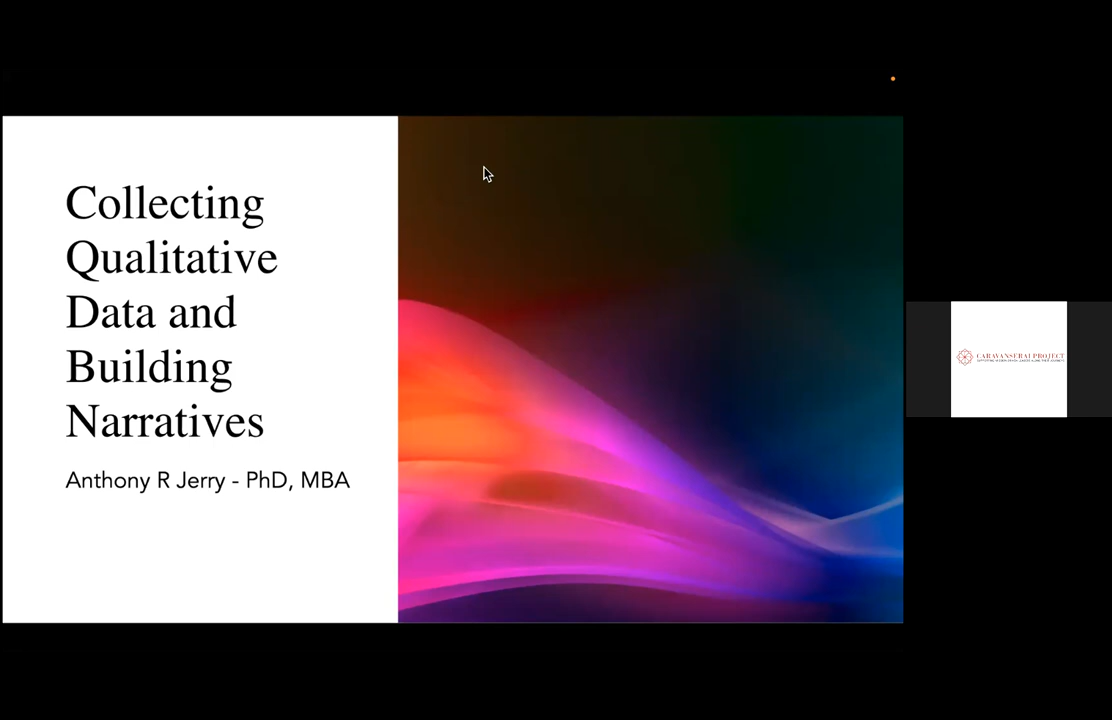 Collecting
Qualitative
Data and
Building
Narratives
Anthony R Jerry - PhD, MBA
CARAVANSERAI PROJECT